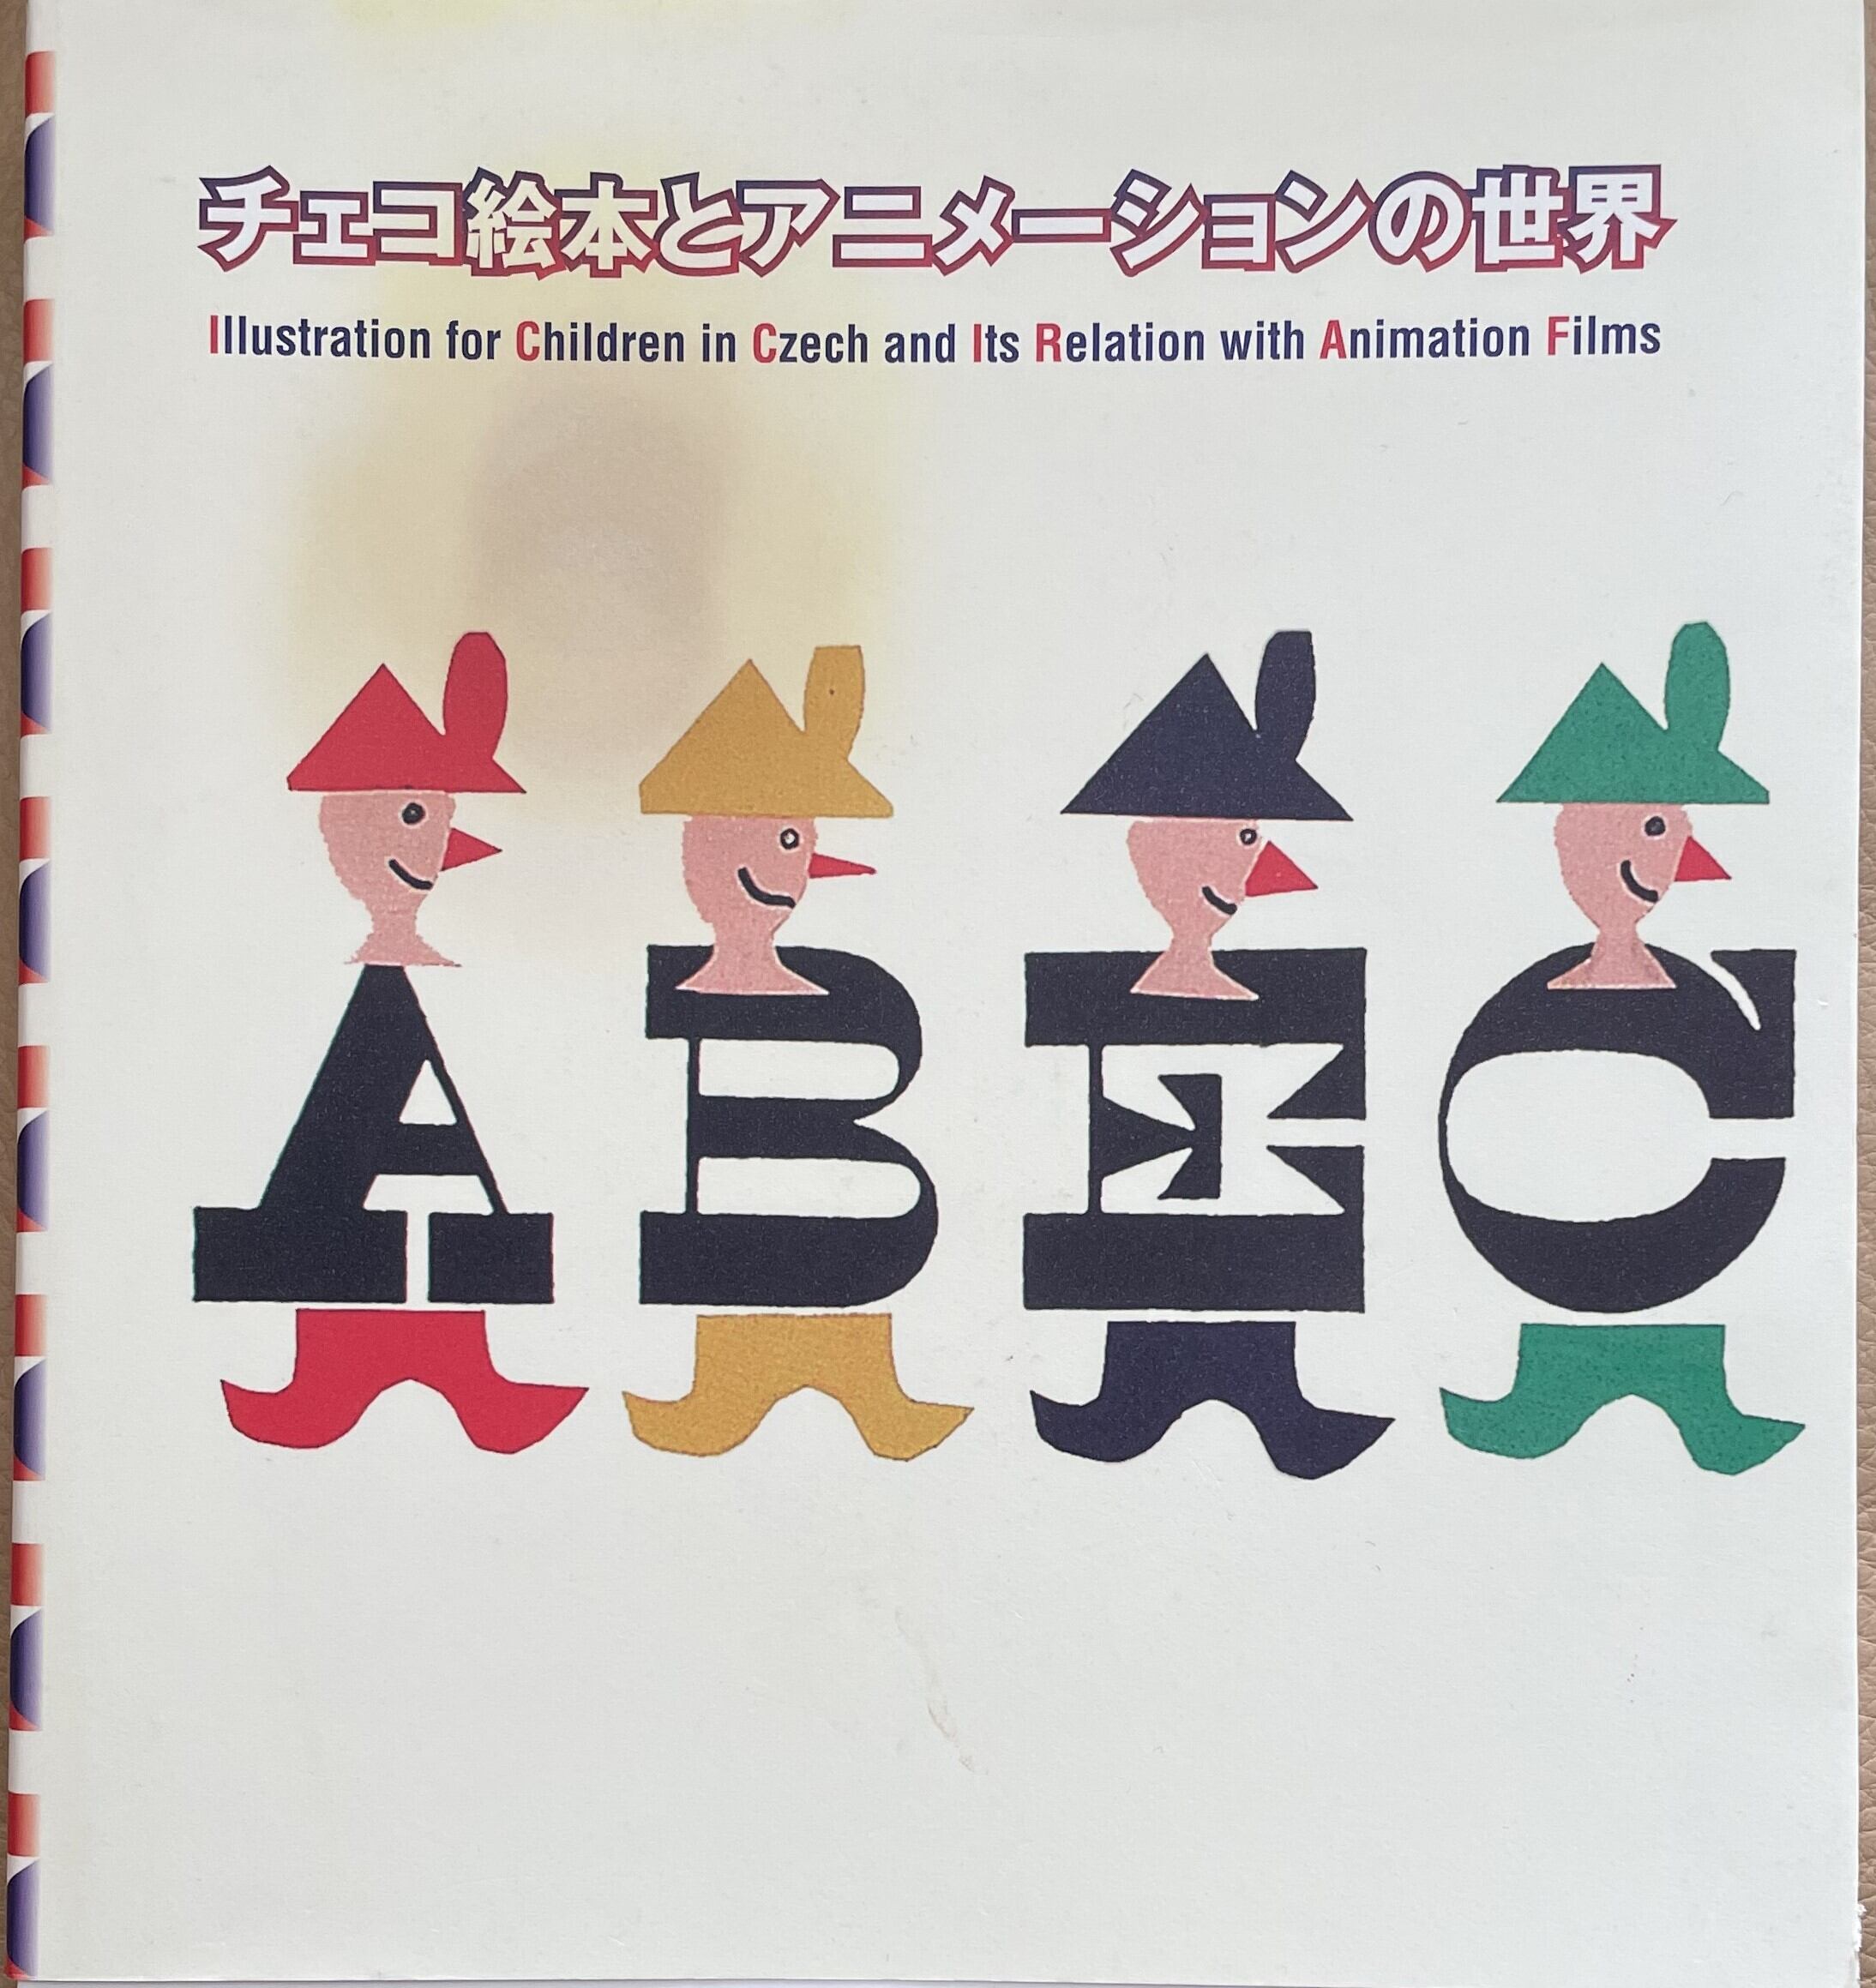 チェコ絵本とアニメーションの世界
Illustration for Children in Czech and Its Relation with Animation Films
ABEC